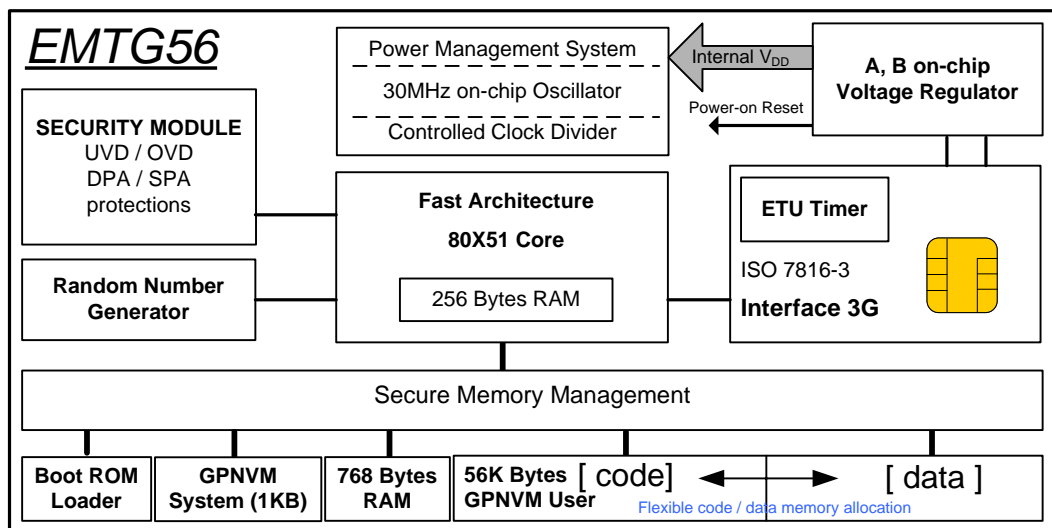 EMTG56
Power Management System
30MHz on-chip Oscillator
Controlled Clock Divider
Internal VDD
Power-on Reset
A, B on-chip
Voltage Regulator
SECURITY MODULE
UVD / OVD
DPA / SPA
protections
Fast Architecture
80X51 Core
256 Bytes RAM
ETU Timer
ISO 7816-3
Interface 3G
Random Number
Generator
Secure Memory Management
Boot ROM
Loader
GPNVM
System (1KB)
768 Bytes
RAM
56K Bytes
GPNVM User
[ code]
[ data ]
Flexible code / data memory allocation